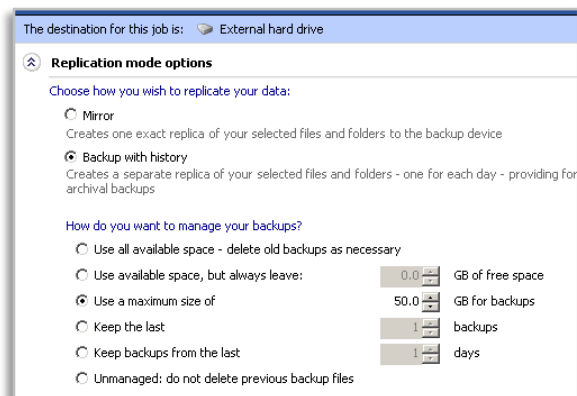 The destination for this job is: External hard drive
Replication mode options
Choose how you wish to replicate your data:
Mirror
Creates one exact replica of your selected files and folders to the backup device
Backup with history
Creates a separate replica of your selected files and folders - one for each day - providing for
archival backups
How do you want to manage your backups?
Use all available space - delete old backups as necessary
Use available space, but always leave: 0.0 GB of free space
Use a maximum size of 50.0 GB for backups
Keep the last 1 backups
Keep backups from the last 1 days
Unmanaged: do not delete previous backup files